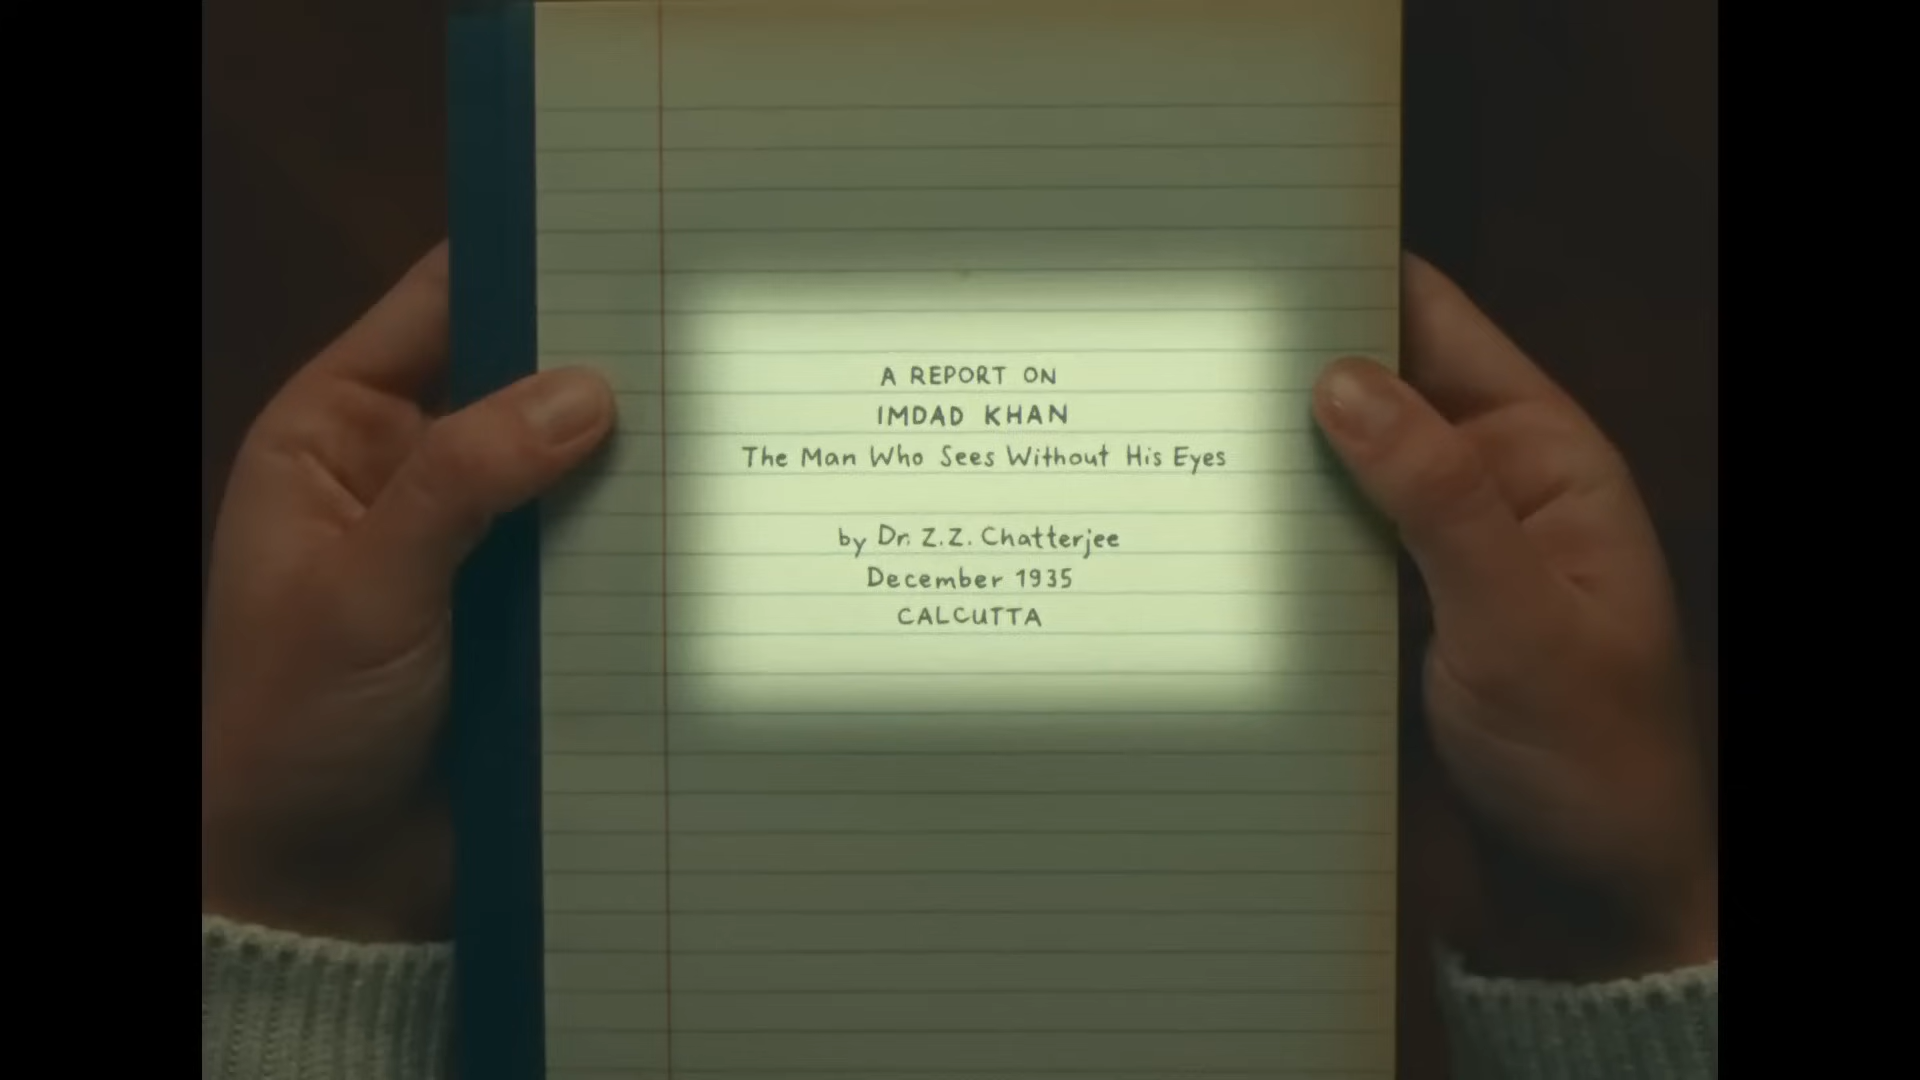 A REPORT ON
IMDAD KHAN
The Man Who Sees Without His Eyes
by Dr. Z.Z. Chatterjee
December 1935
CALCUTTA